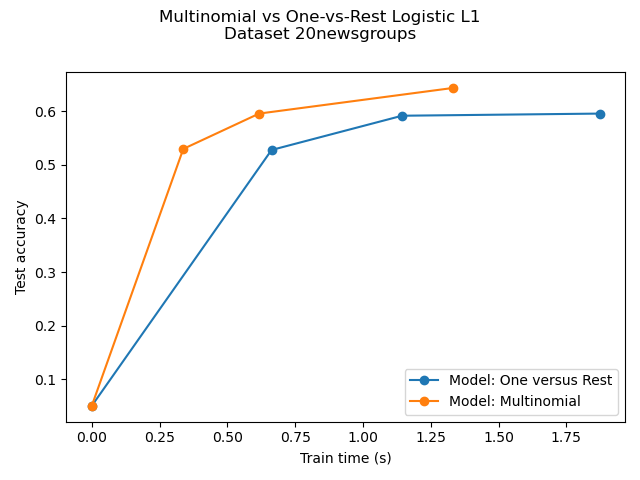 Multinomial vs One-vs-Rest Logistic L1
Dataset 20newsgroups
0.6
0.5
0.4
0.3
0.2
0.1
Test accuracy
Model: One versus Rest
Model: Multinomial
0.00 0.25 0.50 0.75 1.00 1.25 1.50 1.75
Train time (s)